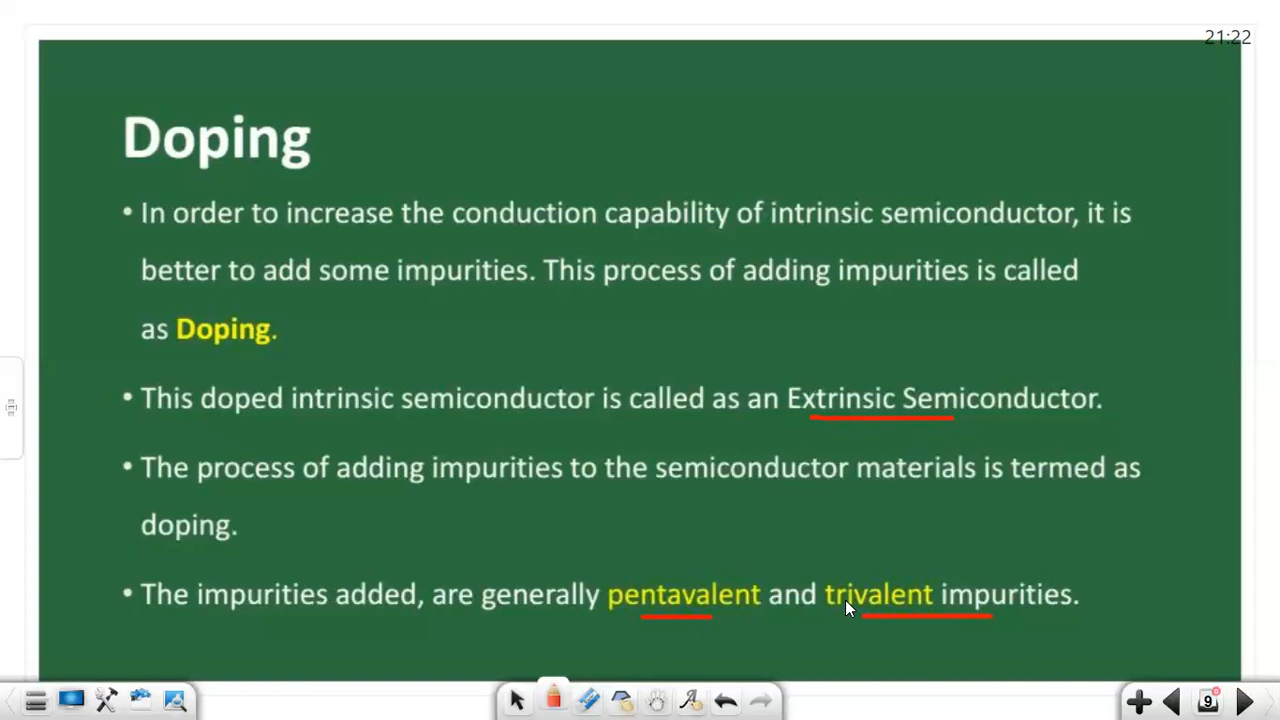 21:22
Doping
• In order to increase the conduction capability of intrinsic semiconductor, it is
better to add some impurities. This process of adding impurities is called
as Doping.
• This doped intrinsic semiconductor is called as an Extrinsic Semiconductor.
• The process of adding impurities to the semiconductor materials is termed as
doping.
• The impurities added, are generally pentavalent and trivalent impurities.
9